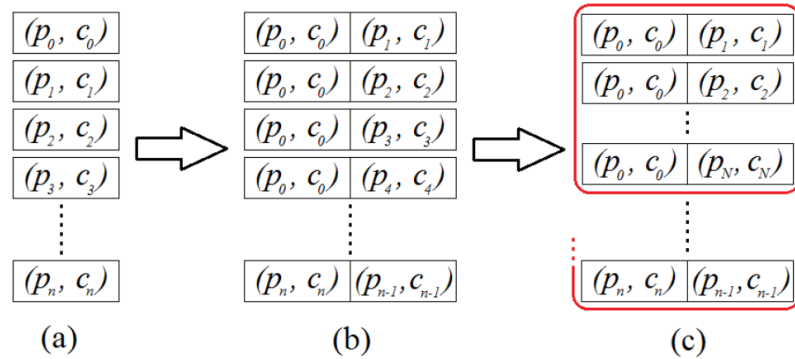 (p₀, c₀) (p₀, c₀) (p₁, c₁) (p₀, c₀) (p₁, c₁)
(p₁, c₁) (p₀, c₀) (p₂, c₂) (p₀, c₀) (p₂, c₂)
(p₂, c₂) (p₀, c₀) (p₃, c₃)
(p₃, c₃) (p₀, c₀) (p₄, c₄) (p₀, c₀) (p_N, c_N)
(pₙ, cₙ) (pₙ, cₙ) (pₙ₋₁, cₙ₋₁) (pₙ, cₙ) (pₙ₋₁, cₙ₋₁)
(a) (b) (c)